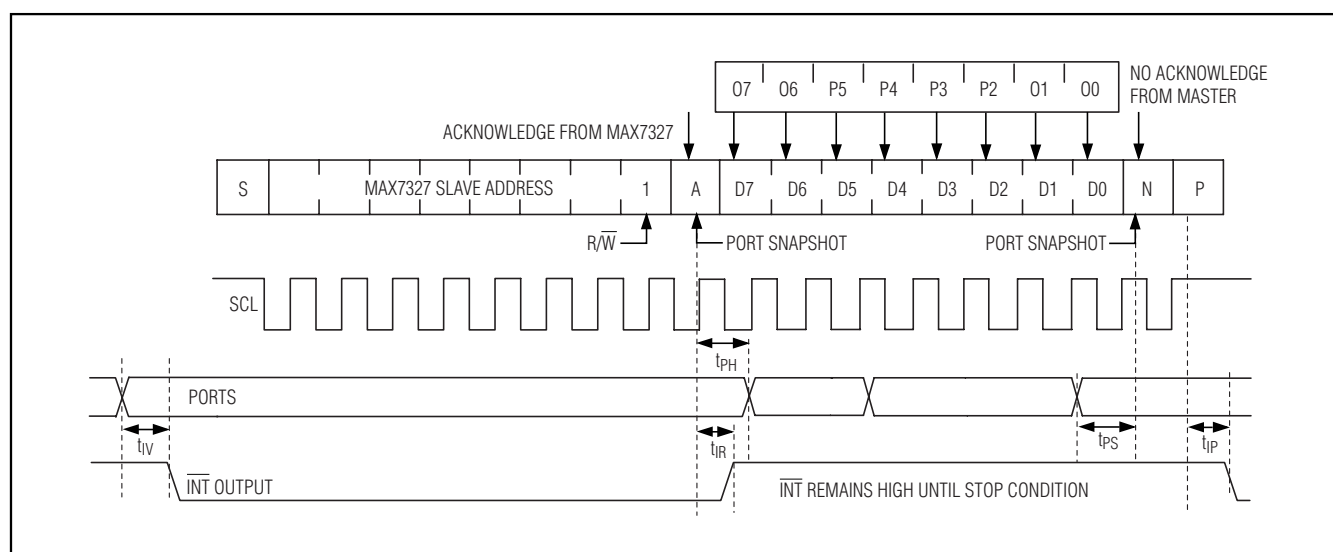 O7 O6 P5 P4 P3 P2 O1 O0
NO ACKNOWLEDGE
FROM MASTER
ACKNOWLEDGE FROM MAX7327
S MAX7327 SLAVE ADDRESS 1 A D7 D6 D5 D4 D3 D2 D1 D0 N P
R/W̅ PORT SNAPSHOT PORT SNAPSHOT
SCL
tPH
PORTS
tIV tIR tPS tIP
I̅N̅T̅ OUTPUT I̅N̅T̅ REMAINS HIGH UNTIL STOP CONDITION